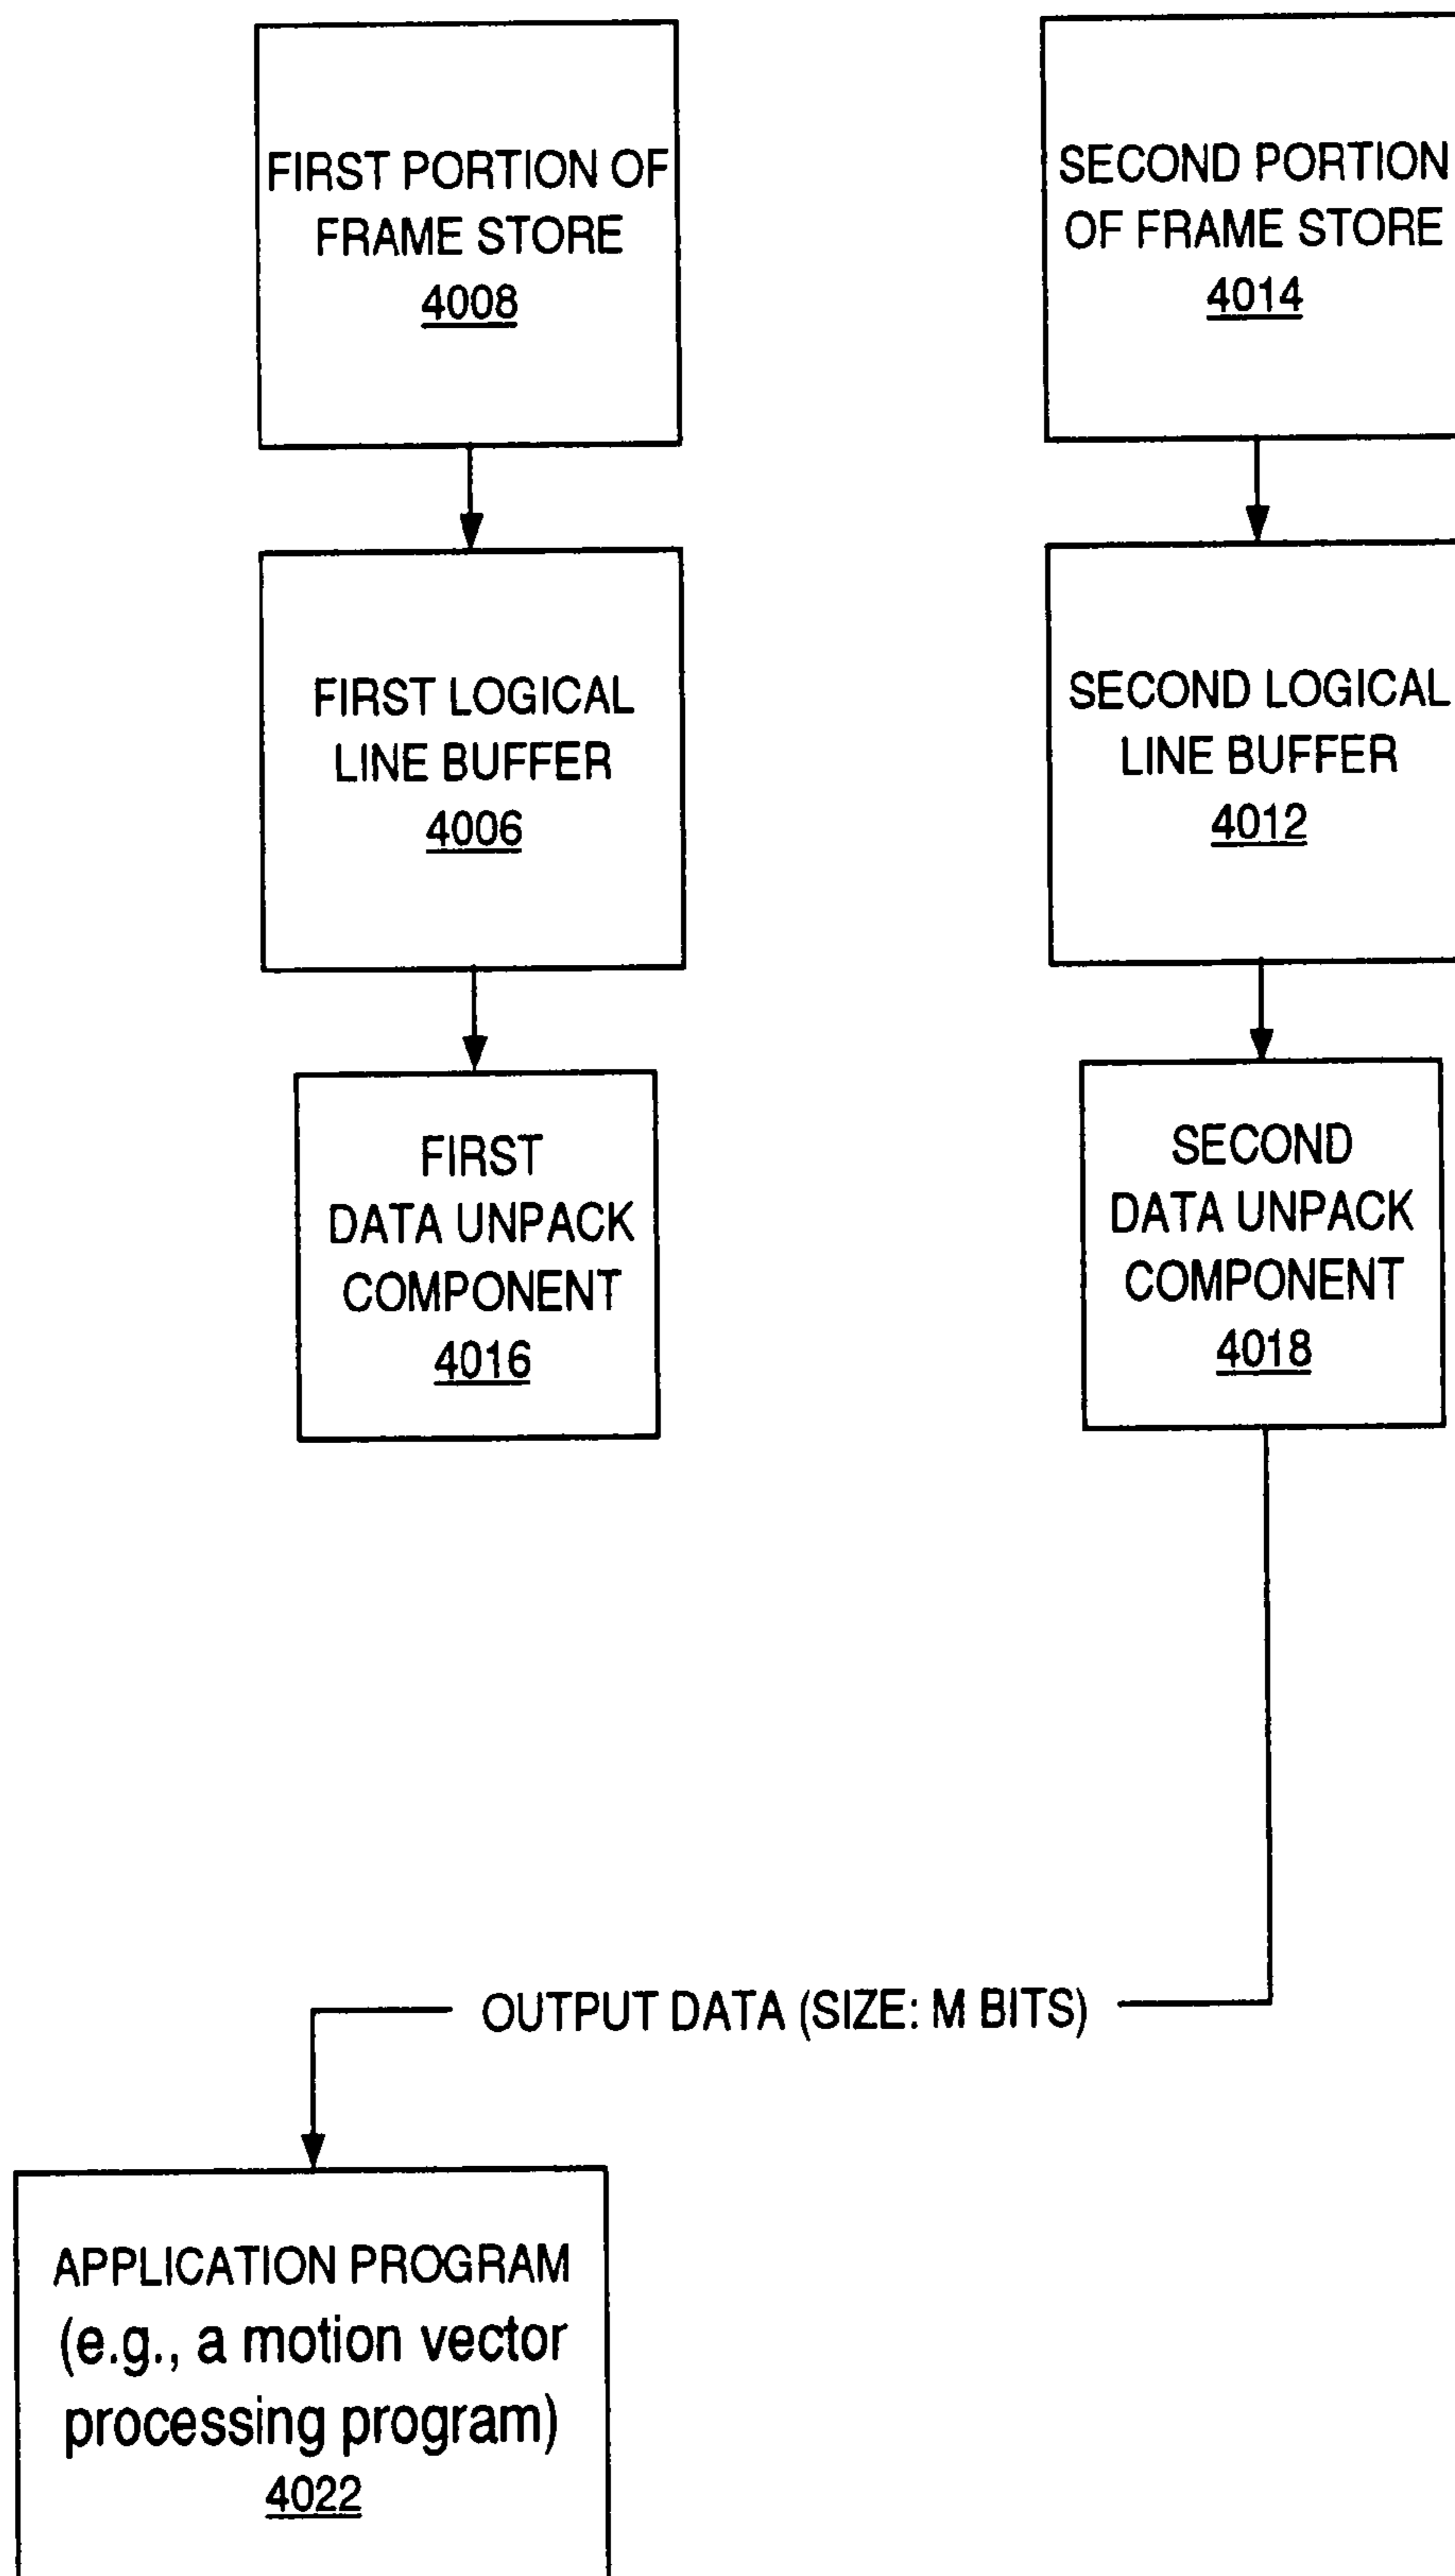 FIRST PORTION OF
FRAME STORE
4008
SECOND PORTION
OF FRAME STORE
4014
FIRST LOGICAL
LINE BUFFER
4006
SECOND LOGICAL
LINE BUFFER
4012
FIRST
DATA UNPACK
COMPONENT
4016
SECOND
DATA UNPACK
COMPONENT
4018
OUTPUT DATA (SIZE: M BITS)
APPLICATION PROGRAM
(e.g., a motion vector
processing program)
4022